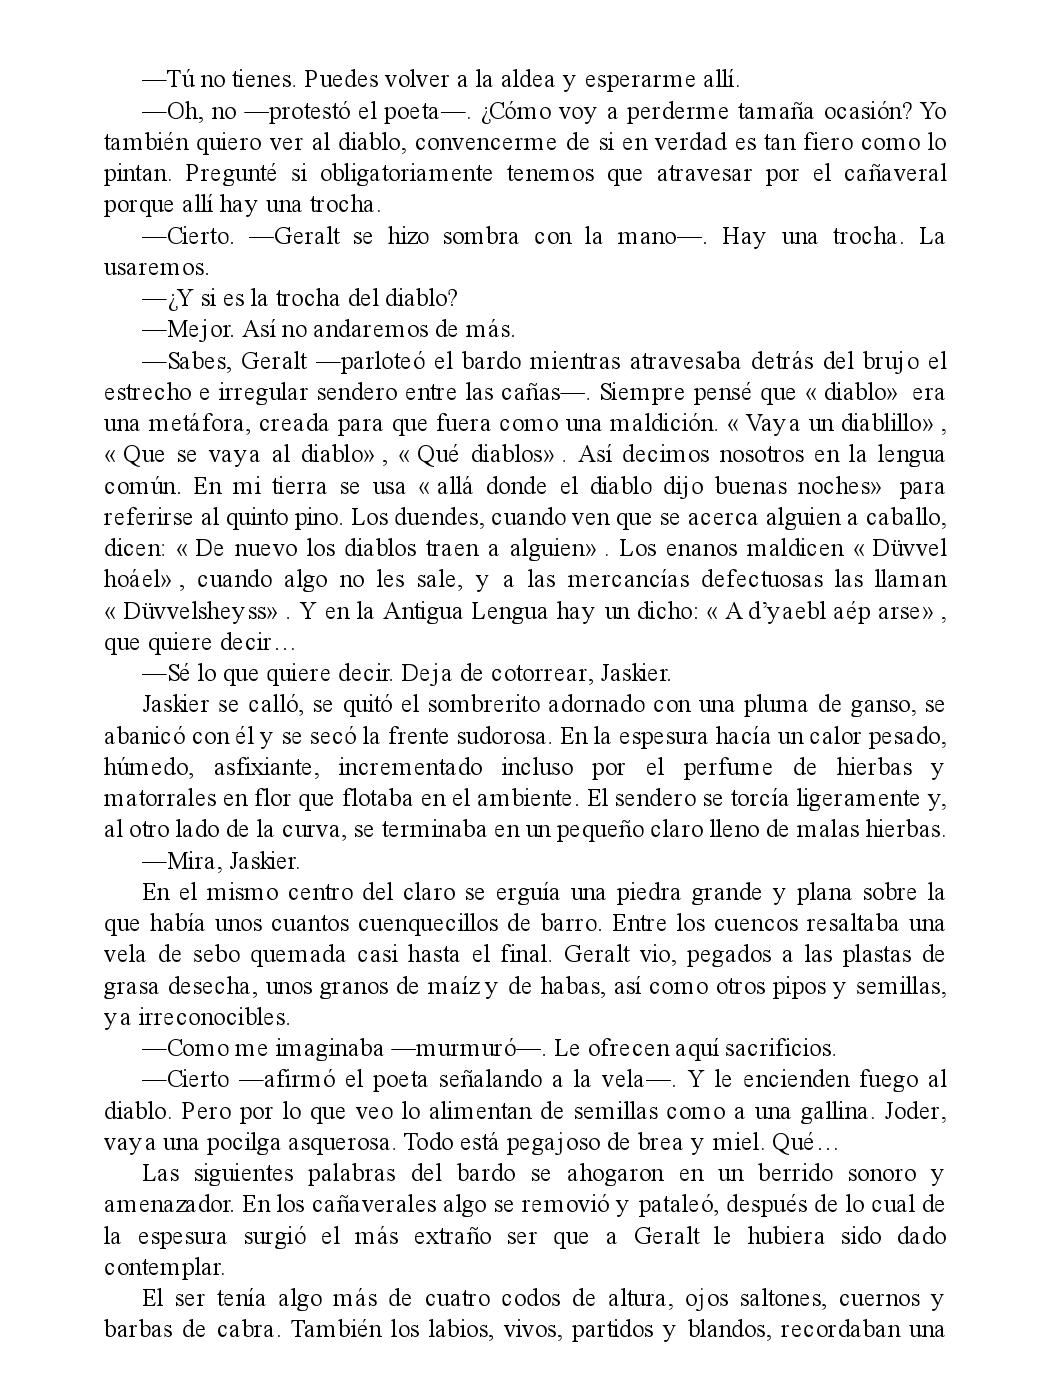 —Tú no tienes. Puedes volver a la aldea y esperarme allí.
—Oh, no —protestó el poeta—. ¿Cómo voy a perderme tamaña ocasión? Yo
también quiero ver al diablo, convencerme de si en verdad es tan fiero como lo
pintan. Pregunté si obligatoriamente tenemos que atravesar por el cañaveral
porque allí hay una trocha.
—Cierto. —Geralt se hizo sombra con la mano—. Hay una trocha. La
usaremos.
—¿Y si es la trocha del diablo?
—Mejor. Así no andaremos de más.
—Sabes, Geralt —parloteó el bardo mientras atravesaba detrás del brujo el
estrecho e irregular sendero entre las cañas—. Siempre pensé que « diablo» era
una metáfora, creada para que fuera como una maldición. « Vaya un diablillo» ,
« Que se vaya al diablo» , « Qué diablos» . Así decimos nosotros en la lengua
común. En mi tierra se usa « allá donde el diablo dijo buenas noches» para
referirse al quinto pino. Los duendes, cuando ven que se acerca alguien a caballo,
dicen: « De nuevo los diablos traen a alguien» . Los enanos maldicen « Düvvel
hoáel» , cuando algo no les sale, y a las mercancías defectuosas las llaman
« Düvvelsheyss» . Y en la Antigua Lengua hay un dicho: « A d’yaebl aép arse» ,
que quiere decir…
—Sé lo que quiere decir. Deja de cotorrear, Jaskier.
Jaskier se calló, se quitó el sombrerito adornado con una pluma de ganso, se
abanicó con él y se secó la frente sudorosa. En la espesura hacía un calor pesado,
húmedo, asfixiante, incrementado incluso por el perfume de hierbas y
matorrales en flor que flotaba en el ambiente. El sendero se torcía ligeramente y,
al otro lado de la curva, se terminaba en un pequeño claro lleno de malas hierbas.
—Mira, Jaskier.
En el mismo centro del claro se erguía una piedra grande y plana sobre la
que había unos cuantos cuenquecillos de barro. Entre los cuencos resaltaba una
vela de sebo quemada casi hasta el final. Geralt vio, pegados a las plastas de
grasa desecha, unos granos de maíz y de habas, así como otros pipos y semillas,
ya irreconocibles.
—Como me imaginaba —murmuró—. Le ofrecen aquí sacrificios.
—Cierto —afirmó el poeta señalando a la vela—. Y le encienden fuego al
diablo. Pero por lo que veo lo alimentan de semillas como a una gallina. Joder,
vaya una pocilga asquerosa. Todo está pegajoso de brea y miel. Qué…
Las siguientes palabras del bardo se ahogaron en un berrido sonoro y
amenazador. En los cañaverales algo se removió y pataleó, después de lo cual de
la espesura surgió el más extraño ser que a Geralt le hubiera sido dado
contemplar.
El ser tenía algo más de cuatro codos de altura, ojos saltones, cuernos y
barbas de cabra. También los labios, vivos, partidos y blandos, recordaban una